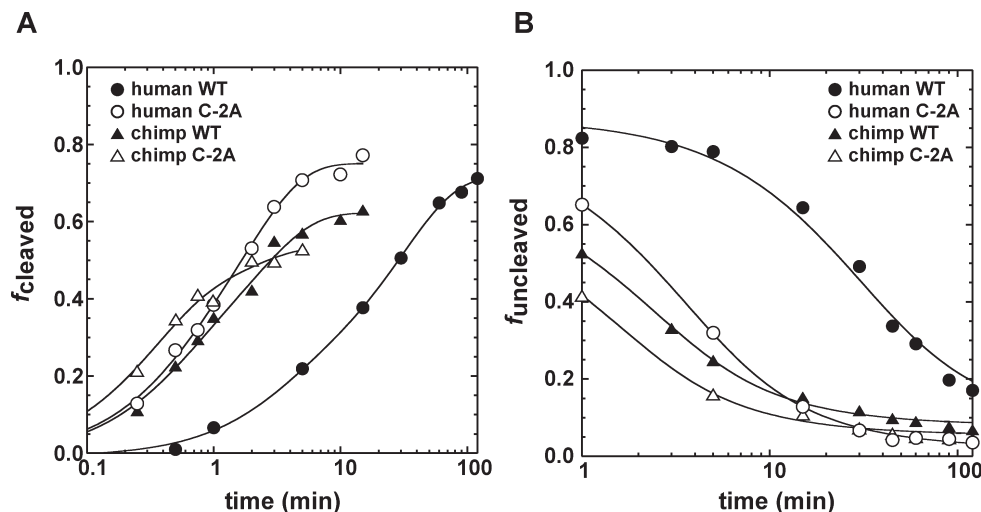 A
1.0
0.8
0.6
0.4
0.2
0.0
fcleaved
human WT
human C-2A
chimp WT
chimp C-2A
0.1
1
10
100
time (min)
B
1.0
0.8
0.6
0.4
0.2
0.0
funcleaved
human WT
human C-2A
chimp WT
chimp C-2A
1
10
100
time (min)